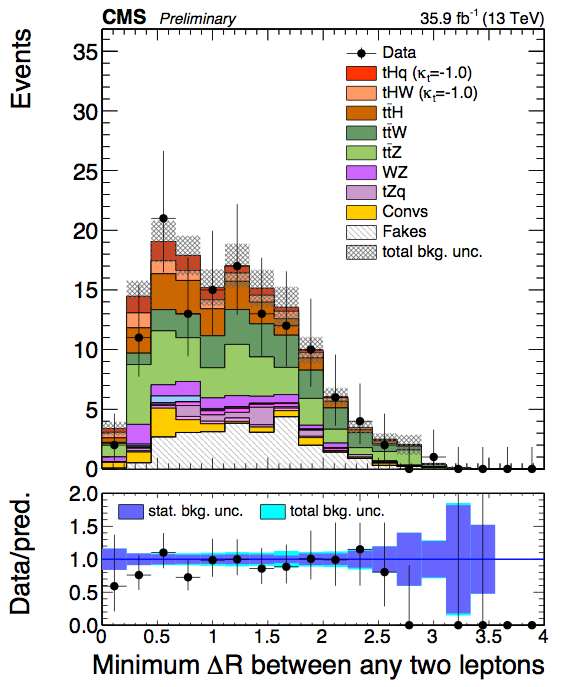 CMS Preliminary 35.9 fb⁻¹ (13 TeV)
Events
35
30
25
20
15
10
5
0
Data
tHq (κt=-1.0)
tHW (κt=-1.0)
tt̄H
tt̄W
tt̄Z
WZ
tZq
Convs
Fakes
total bkg. unc.
Data/pred.
2.0
1.5
1.0
0.5
0.0
stat. bkg. unc. total bkg. unc.
0 0.5 1 1.5 2 2.5 3 3.5 4
Minimum ΔR between any two leptons